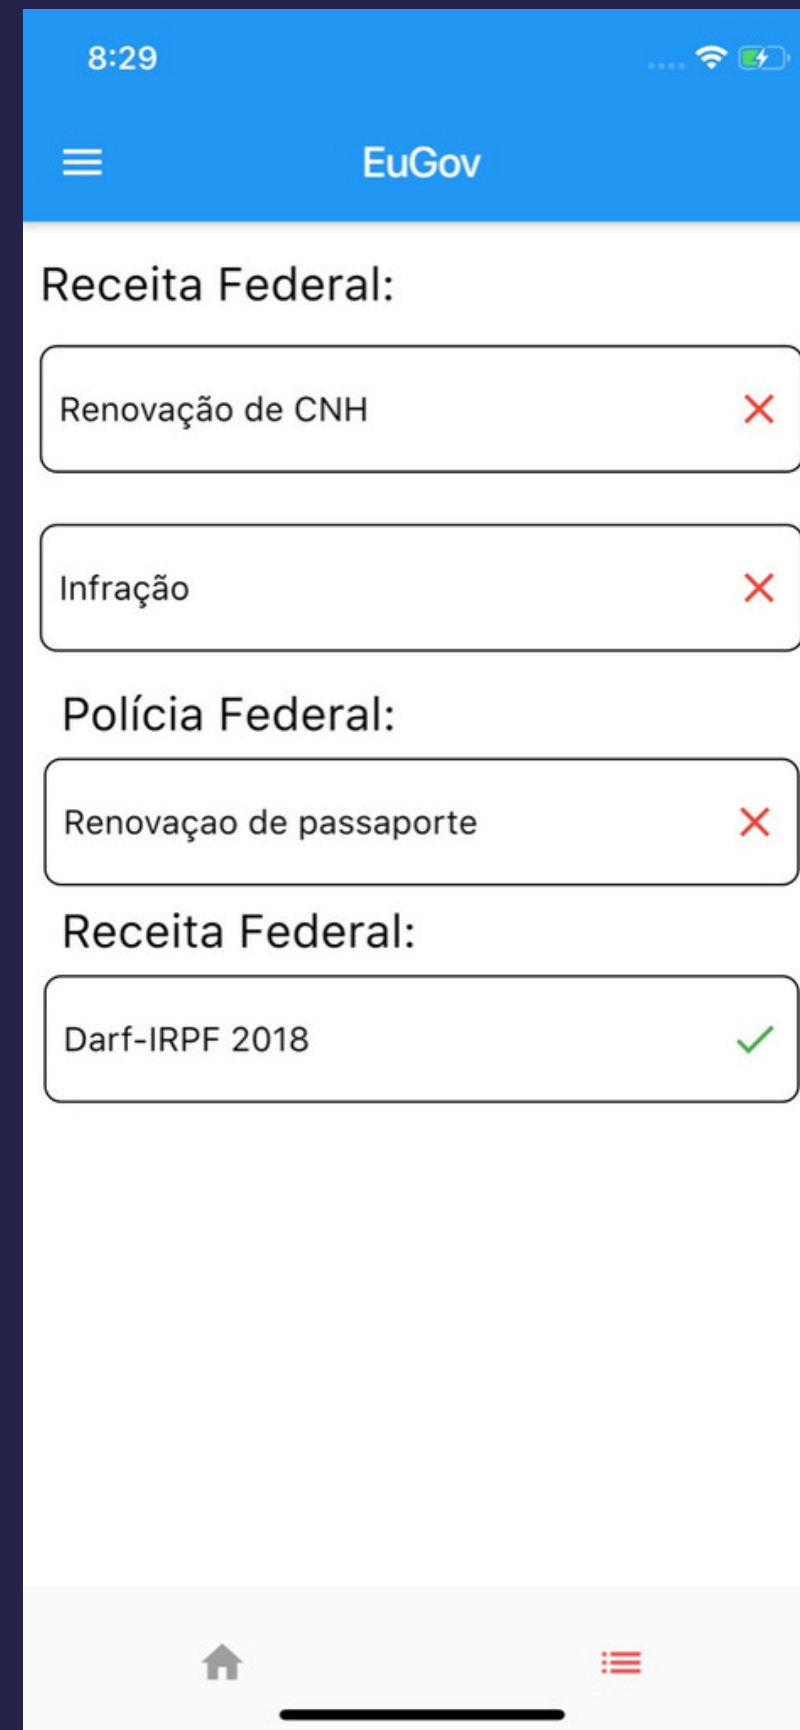 8:29
EuGov
Receita Federal:
Renovação de CNH
Infração
Polícia Federal:
Renovaçao de passaporte
Receita Federal:
Darf-IRPF 2018